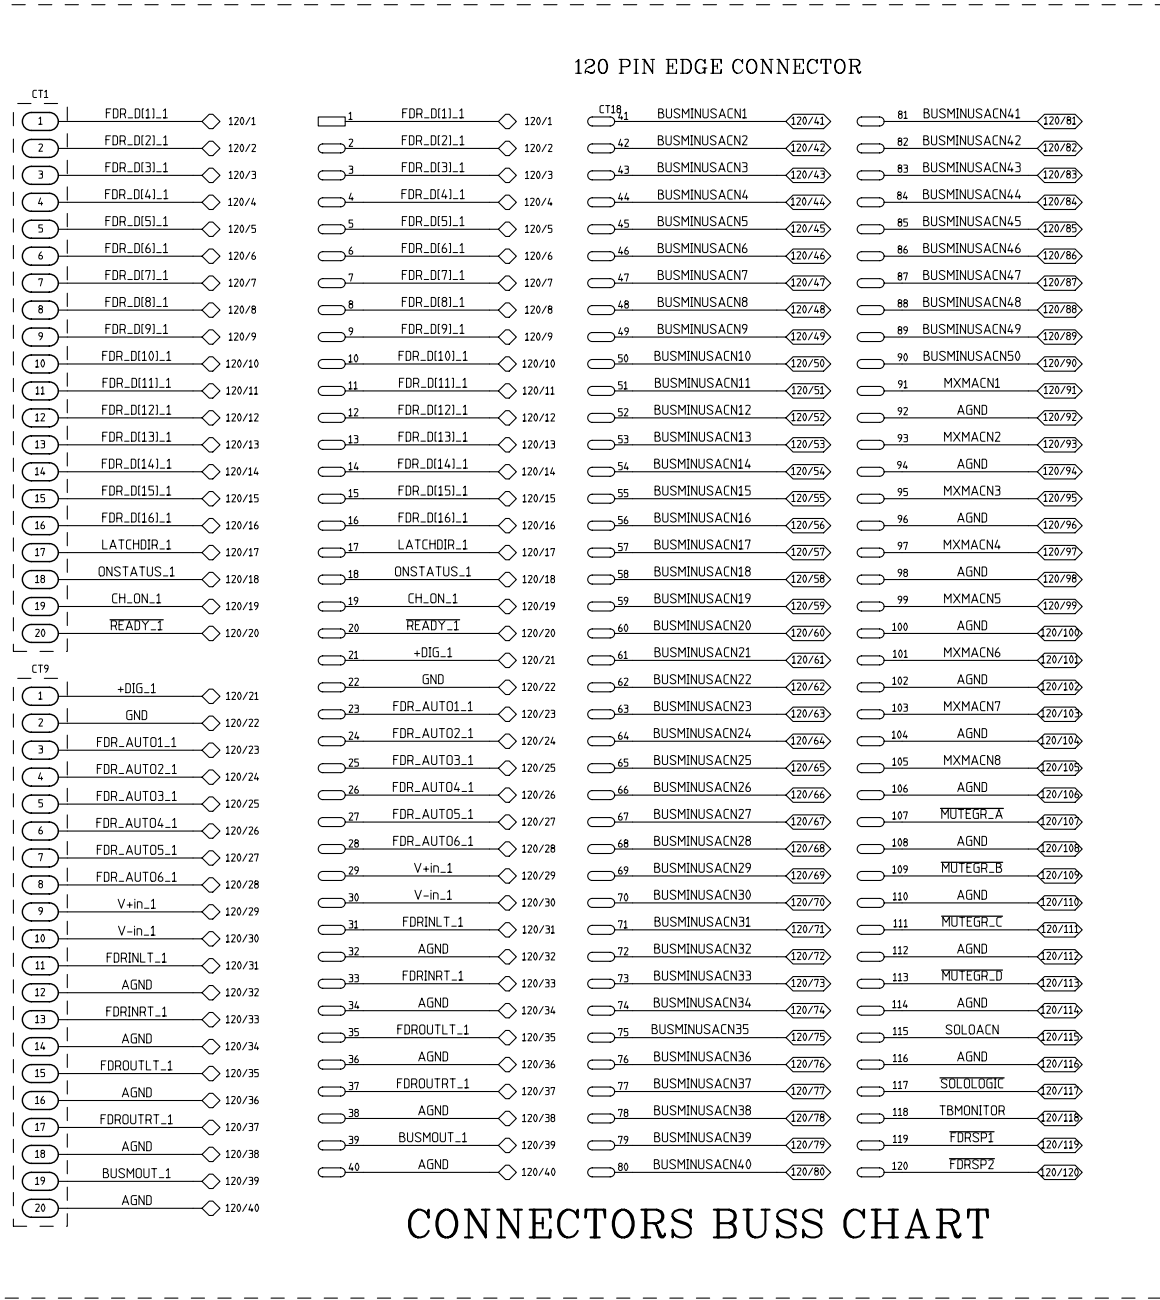 120 PIN EDGE CONNECTOR
CT1
1 FDR_D[1]_1 120/1
2 FDR_D[2]_1 120/2
3 FDR_D[3]_1 120/3
4 FDR_D[4]_1 120/4
5 FDR_D[5]_1 120/5
6 FDR_D[6]_1 120/6
7 FDR_D[7]_1 120/7
8 FDR_D[8]_1 120/8
9 FDR_D[9]_1 120/9
10 FDR_D[10]_1 120/10
11 FDR_D[11]_1 120/11
12 FDR_D[12]_1 120/12
13 FDR_D[13]_1 120/13
14 FDR_D[14]_1 120/14
15 FDR_D[15]_1 120/15
16 FDR_D[16]_1 120/16
17 LATCHDIR_1 120/17
18 ONSTATUS_1 120/18
19 CH_ON_1 120/19
20 READY_1 120/20
CT9
1 +DIG_1 120/21
2 GND 120/22
3 FDR_AUTO1_1 120/23
4 FDR_AUTO2_1 120/24
5 FDR_AUTO3_1 120/25
6 FDR_AUTO4_1 120/26
7 FDR_AUTO5_1 120/27
8 FDR_AUTO6_1 120/28
9 V+in_1 120/29
10 V-in_1 120/30
11 FDRINLT_1 120/31
12 AGND 120/32
13 FDRINRT_1 120/33
14 AGND 120/34
15 FDROUTLT_1 120/35
16 AGND 120/36
17 FDROUTRT_1 120/37
18 AGND 120/38
19 BUSMOUT_1 120/39
20 AGND 120/40
1 FDR_D[1]_1 120/1
2 FDR_D[2]_1 120/2
3 FDR_D[3]_1 120/3
4 FDR_D[4]_1 120/4
5 FDR_D[5]_1 120/5
6 FDR_D[6]_1 120/6
7 FDR_D[7]_1 120/7
8 FDR_D[8]_1 120/8
9 FDR_D[9]_1 120/9
10 FDR_D[10]_1 120/10
11 FDR_D[11]_1 120/11
12 FDR_D[12]_1 120/12
13 FDR_D[13]_1 120/13
14 FDR_D[14]_1 120/14
15 FDR_D[15]_1 120/15
16 FDR_D[16]_1 120/16
17 LATCHDIR_1 120/17
18 ONSTATUS_1 120/18
19 CH_ON_1 120/19
20 READY_1 120/20
21 +DIG_1 120/21
22 GND 120/22
23 FDR_AUTO1_1 120/23
24 FDR_AUTO2_1 120/24
25 FDR_AUTO3_1 120/25
26 FDR_AUTO4_1 120/26
27 FDR_AUTO5_1 120/27
28 FDR_AUTO6_1 120/28
29 V+in_1 120/29
30 V-in_1 120/30
31 FDRINLT_1 120/31
32 AGND 120/32
33 FDRINRT_1 120/33
34 AGND 120/34
35 FDROUTLT_1 120/35
36 AGND 120/36
37 FDROUTRT_1 120/37
38 AGND 120/38
39 BUSMOUT_1 120/39
40 AGND 120/40
CT18
41 BUSMINUSACN1 120/41
42 BUSMINUSACN2 120/42
43 BUSMINUSACN3 120/43
44 BUSMINUSACN4 120/44
45 BUSMINUSACN5 120/45
46 BUSMINUSACN6 120/46
47 BUSMINUSACN7 120/47
48 BUSMINUSACN8 120/48
49 BUSMINUSACN9 120/49
50 BUSMINUSACN10 120/50
51 BUSMINUSACN11 120/51
52 BUSMINUSACN12 120/52
53 BUSMINUSACN13 120/53
54 BUSMINUSACN14 120/54
55 BUSMINUSACN15 120/55
56 BUSMINUSACN16 120/56
57 BUSMINUSACN17 120/57
58 BUSMINUSACN18 120/58
59 BUSMINUSACN19 120/59
60 BUSMINUSACN20 120/60
61 BUSMINUSACN21 120/61
62 BUSMINUSACN22 120/62
63 BUSMINUSACN23 120/63
64 BUSMINUSACN24 120/64
65 BUSMINUSACN25 120/65
66 BUSMINUSACN26 120/66
67 BUSMINUSACN27 120/67
68 BUSMINUSACN28 120/68
69 BUSMINUSACN29 120/69
70 BUSMINUSACN30 120/70
71 BUSMINUSACN31 120/71
72 BUSMINUSACN32 120/72
73 BUSMINUSACN33 120/73
74 BUSMINUSACN34 120/74
75 BUSMINUSACN35 120/75
76 BUSMINUSACN36 120/76
77 BUSMINUSACN37 120/77
78 BUSMINUSACN38 120/78
79 BUSMINUSACN39 120/79
80 BUSMINUSACN40 120/80
81 BUSMINUSACN41 120/81
82 BUSMINUSACN42 120/82
83 BUSMINUSACN43 120/83
84 BUSMINUSACN44 120/84
85 BUSMINUSACN45 120/85
86 BUSMINUSACN46 120/86
87 BUSMINUSACN47 120/87
88 BUSMINUSACN48 120/88
89 BUSMINUSACN49 120/89
90 BUSMINUSACN50 120/90
91 MXMACN1 120/91
92 AGND 120/92
93 MXMACN2 120/93
94 AGND 120/94
95 MXMACN3 120/95
96 AGND 120/96
97 MXMACN4 120/97
98 AGND 120/98
99 MXMACN5 120/99
100 AGND 120/100
101 MXMACN6 120/101
102 AGND 120/102
103 MXMACN7 120/103
104 AGND 120/104
105 MXMACN8 120/105
106 AGND 120/106
107 MUTEGR_A 120/107
108 AGND 120/108
109 MUTEGR_B 120/109
110 AGND 120/110
111 MUTEGR_C 120/111
112 AGND 120/112
113 MUTEGR_D 120/113
114 AGND 120/114
115 SOLOACN 120/115
116 AGND 120/116
117 SOLOLOGIC 120/117
118 TBMONITOR 120/118
119 FDRSP1 120/119
120 FDRSP2 120/120
CONNECTORS BUSS CHART